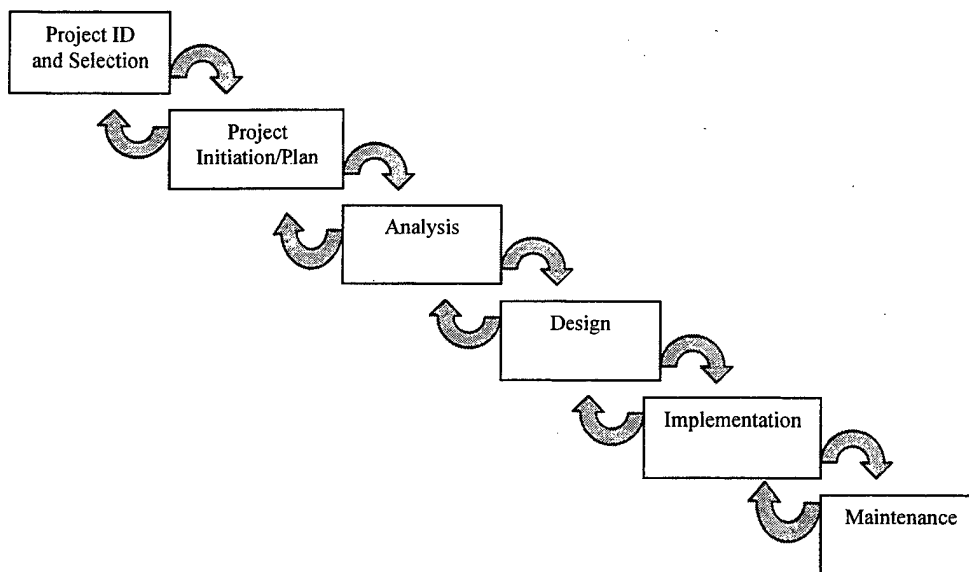 Project ID
and Selection
Project
Initiation/Plan
Analysis
Design
Implementation
Maintenance